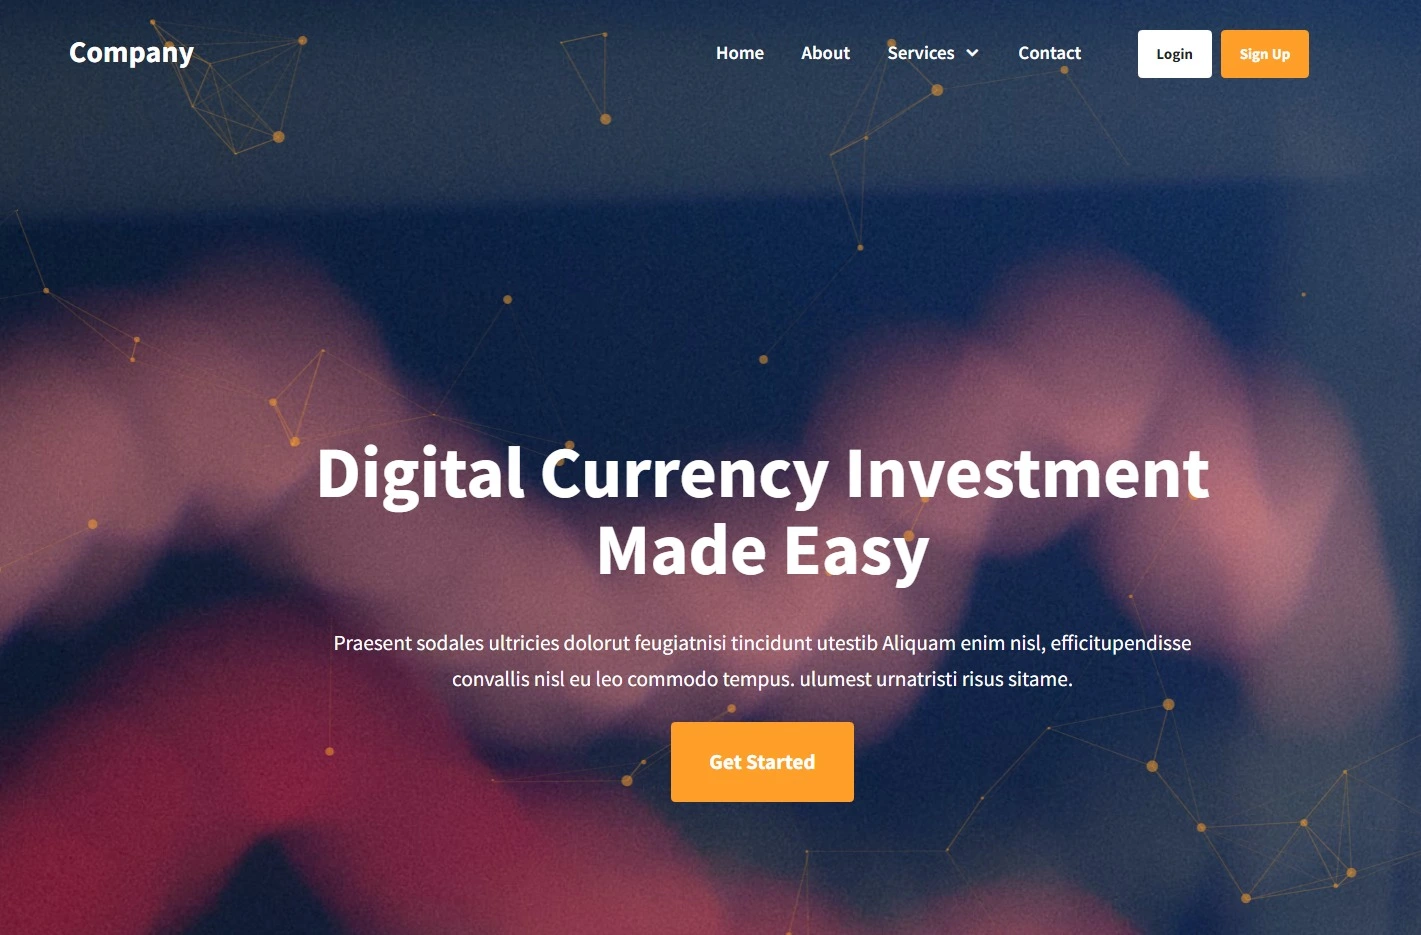 Company
Home About Services Contact Login Sign Up
Digital Currency Investment
Made Easy
Praesent sodales ultricies dolorut feugiatnisi tincidunt utestib Aliquam enim nisl, efficitupendisse
convallis nisl eu leo commodo tempus. ulumest urnatristi risus sitame.
Get Started